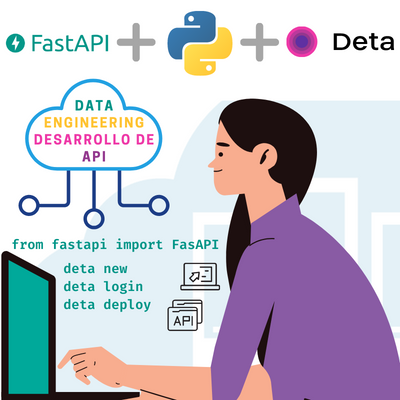 FastAPI + + Deta
DATA
ENGINEERING
DESARROLLO DE
API
from fastapi import FasAPI
deta new
deta login
deta deploy
API